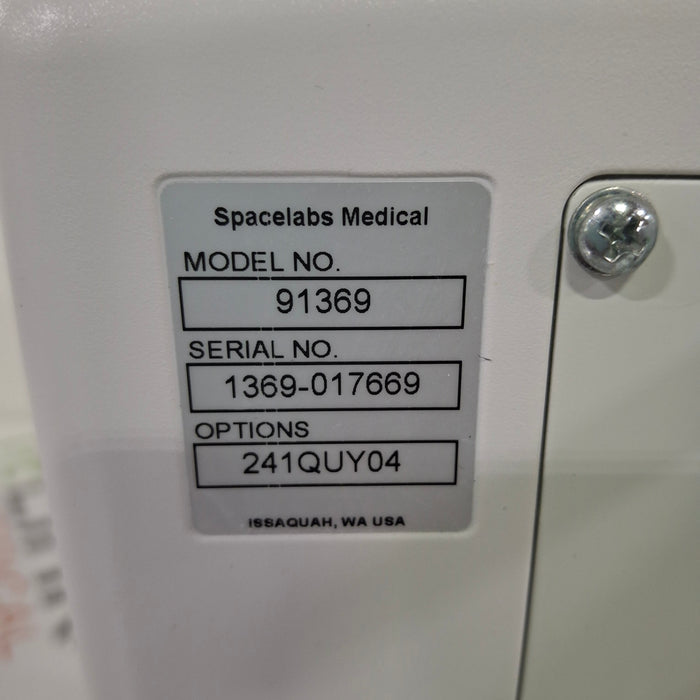 Spacelabs Medical
MODEL NO.
91369
SERIAL NO.
1369-017669
OPTIONS
241QUY04
ISSAQUAH, WA USA